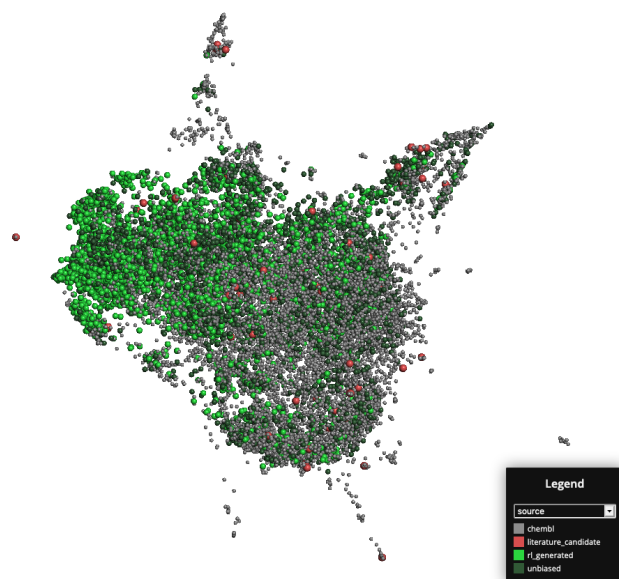 Legend
source
chembl
literature_candidate
rl_generated
unbiased